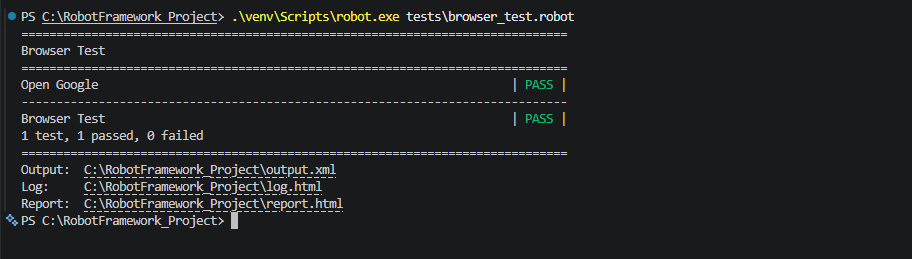 PS C:\RobotFramework_Project> .\venv\Scripts\robot.exe tests\browser_test.robot
==============================================================================
Browser Test
==============================================================================
Open Google                                                           | PASS |
------------------------------------------------------------------------------
Browser Test                                                          | PASS |
1 test, 1 passed, 0 failed
==============================================================================
Output:  C:\RobotFramework_Project\output.xml
Log:     C:\RobotFramework_Project\log.html
Report:  C:\RobotFramework_Project\report.html
PS C:\RobotFramework_Project>